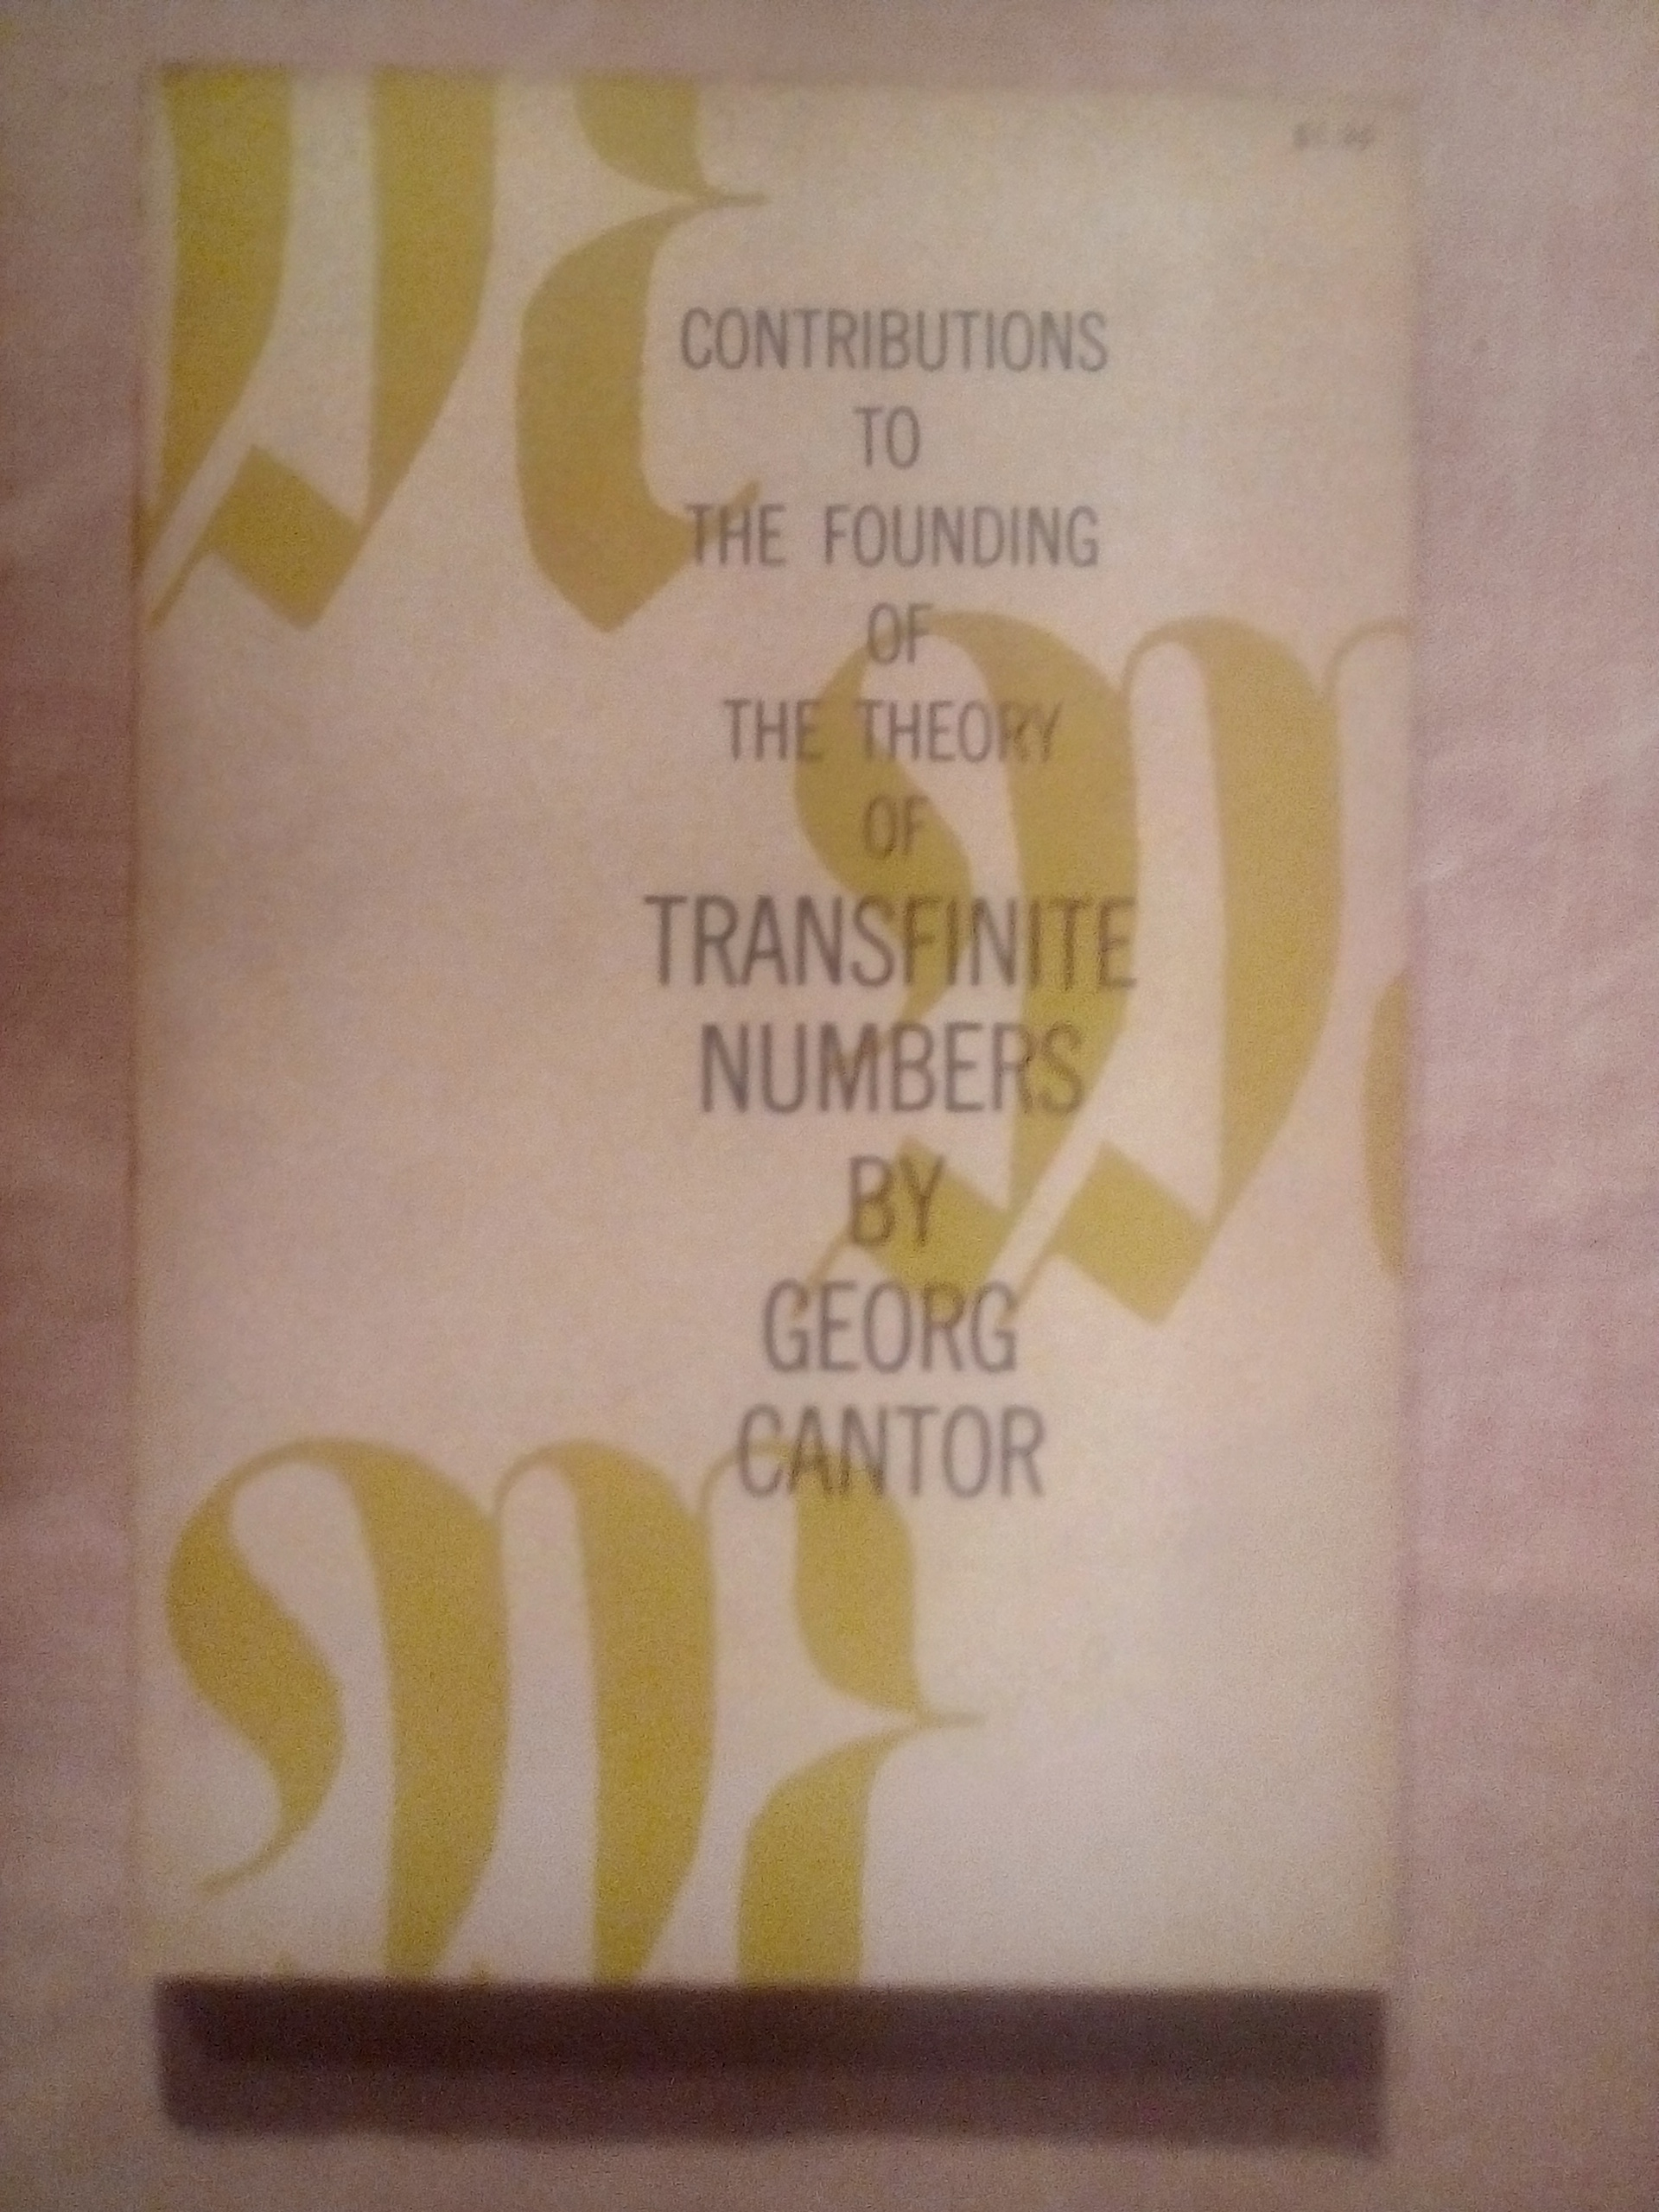 CONTRIBUTIONS
TO
THE FOUNDING
OF
THE THEORY
OF
TRANSFINITE
NUMBERS
BY
GEORG
CANTOR